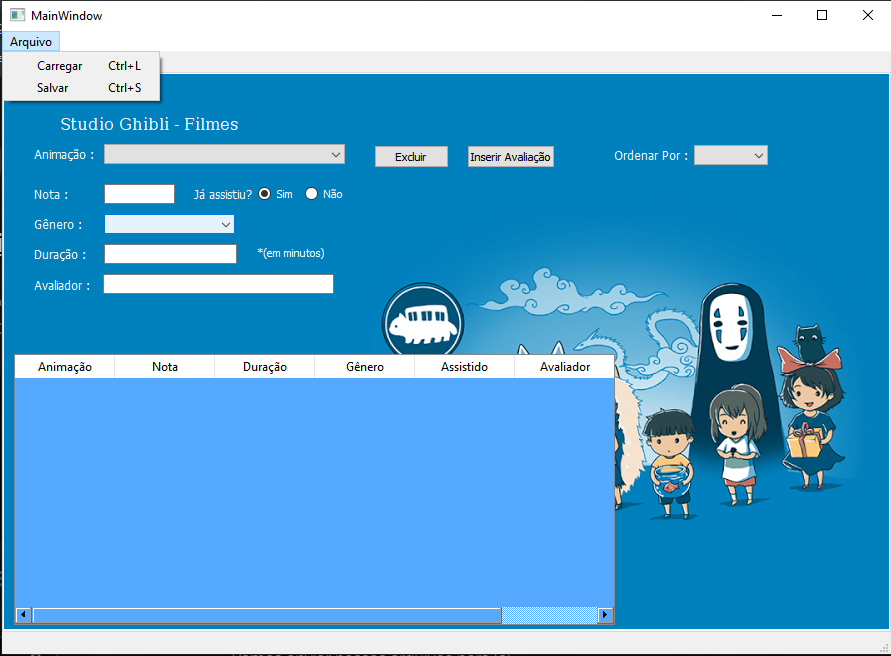 MainWindow
Arquivo
Carregar Ctrl+L
Salvar Ctrl+S
Studio Ghibli - Filmes
Animação :
Excluir
Inserir Avaliação
Ordenar Por :
Nota :
Já assistiu? Sim Não
Gênero :
Duração : *(em minutos)
Avaliador :
Animação Nota Duração Gênero Assistido Avaliador